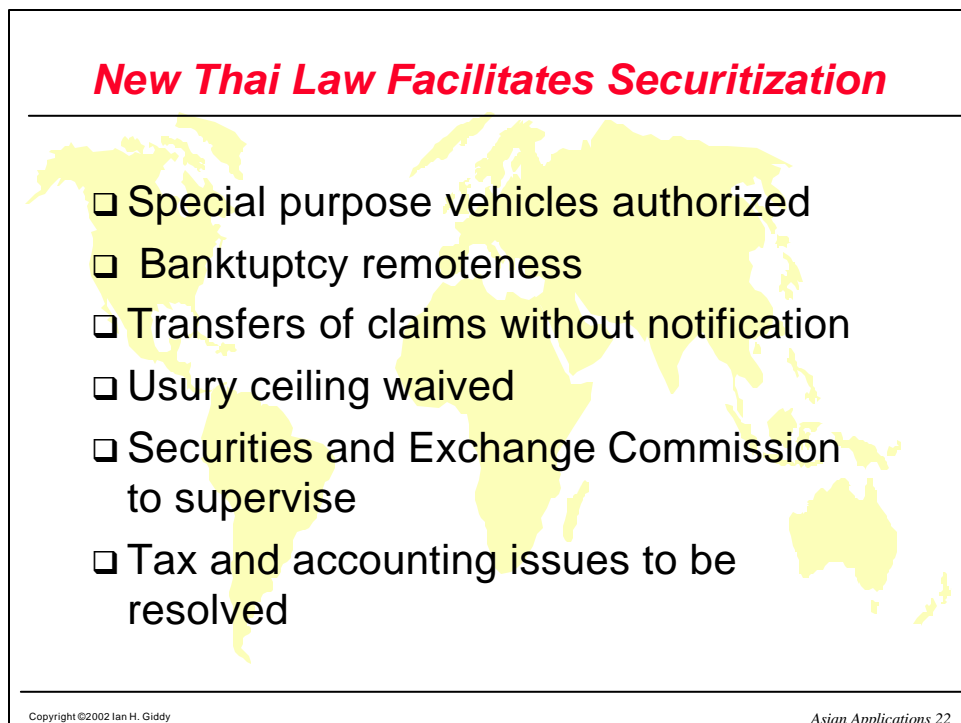 New Thai Law Facilitates Securitization
❑ Special purpose vehicles authorized
❑ Banktuptcy remoteness
❑ Transfers of claims without notification
❑ Usury ceiling waived
❑ Securities and Exchange Commission
to supervise
❑ Tax and accounting issues to be
resolved
Copyright ©2002 Ian H. Giddy
Asian Applications 22